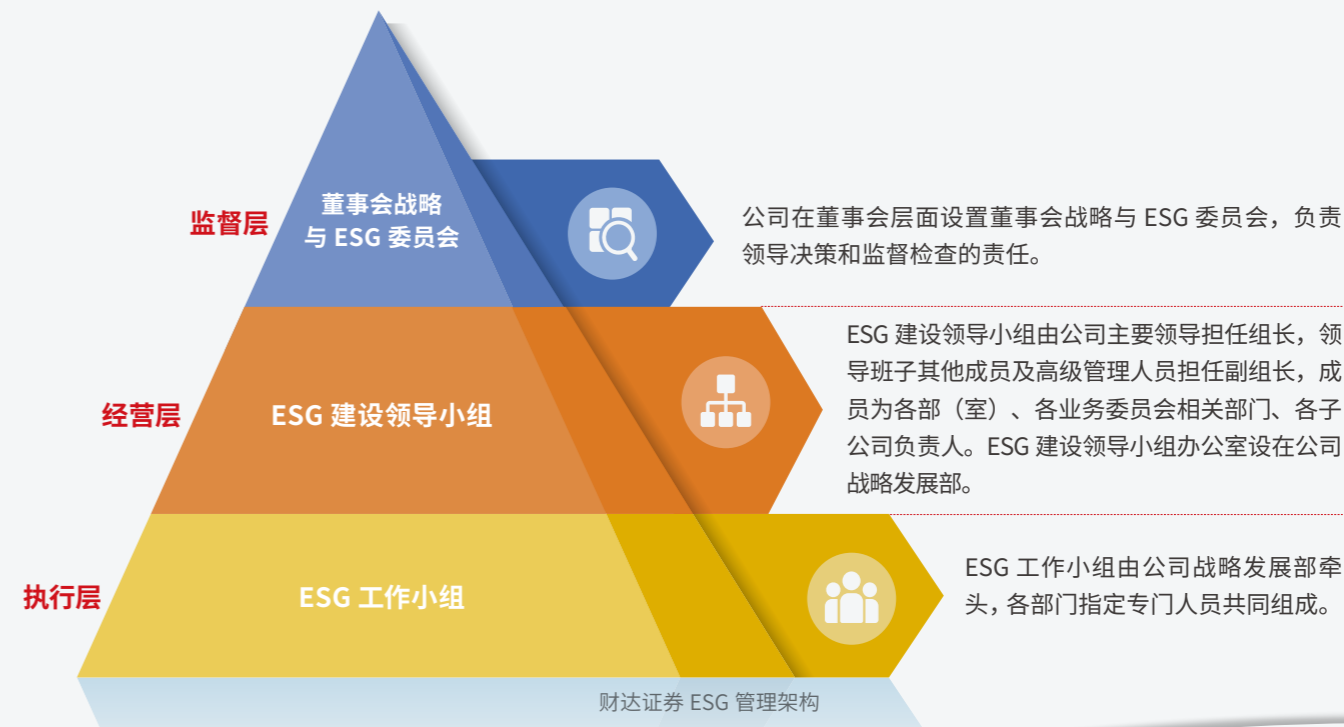 监督层
董事会战略
与 ESG 委员会
公司在董事会层面设置董事会战略与 ESG 委员会，负责
领导决策和监督检查的责任。
经营层
ESG 建设领导小组
ESG 建设领导小组由公司主要领导担任组长，领
导班子其他成员及高级管理人员担任副组长，成
员为各部（室）、各业务委员会相关部门、各子
公司负责人。ESG 建设领导小组办公室设在公司
战略发展部。
执行层
ESG 工作小组
ESG 工作小组由公司战略发展部牵
头，各部门指定专门人员共同组成。
财达证券 ESG 管理架构